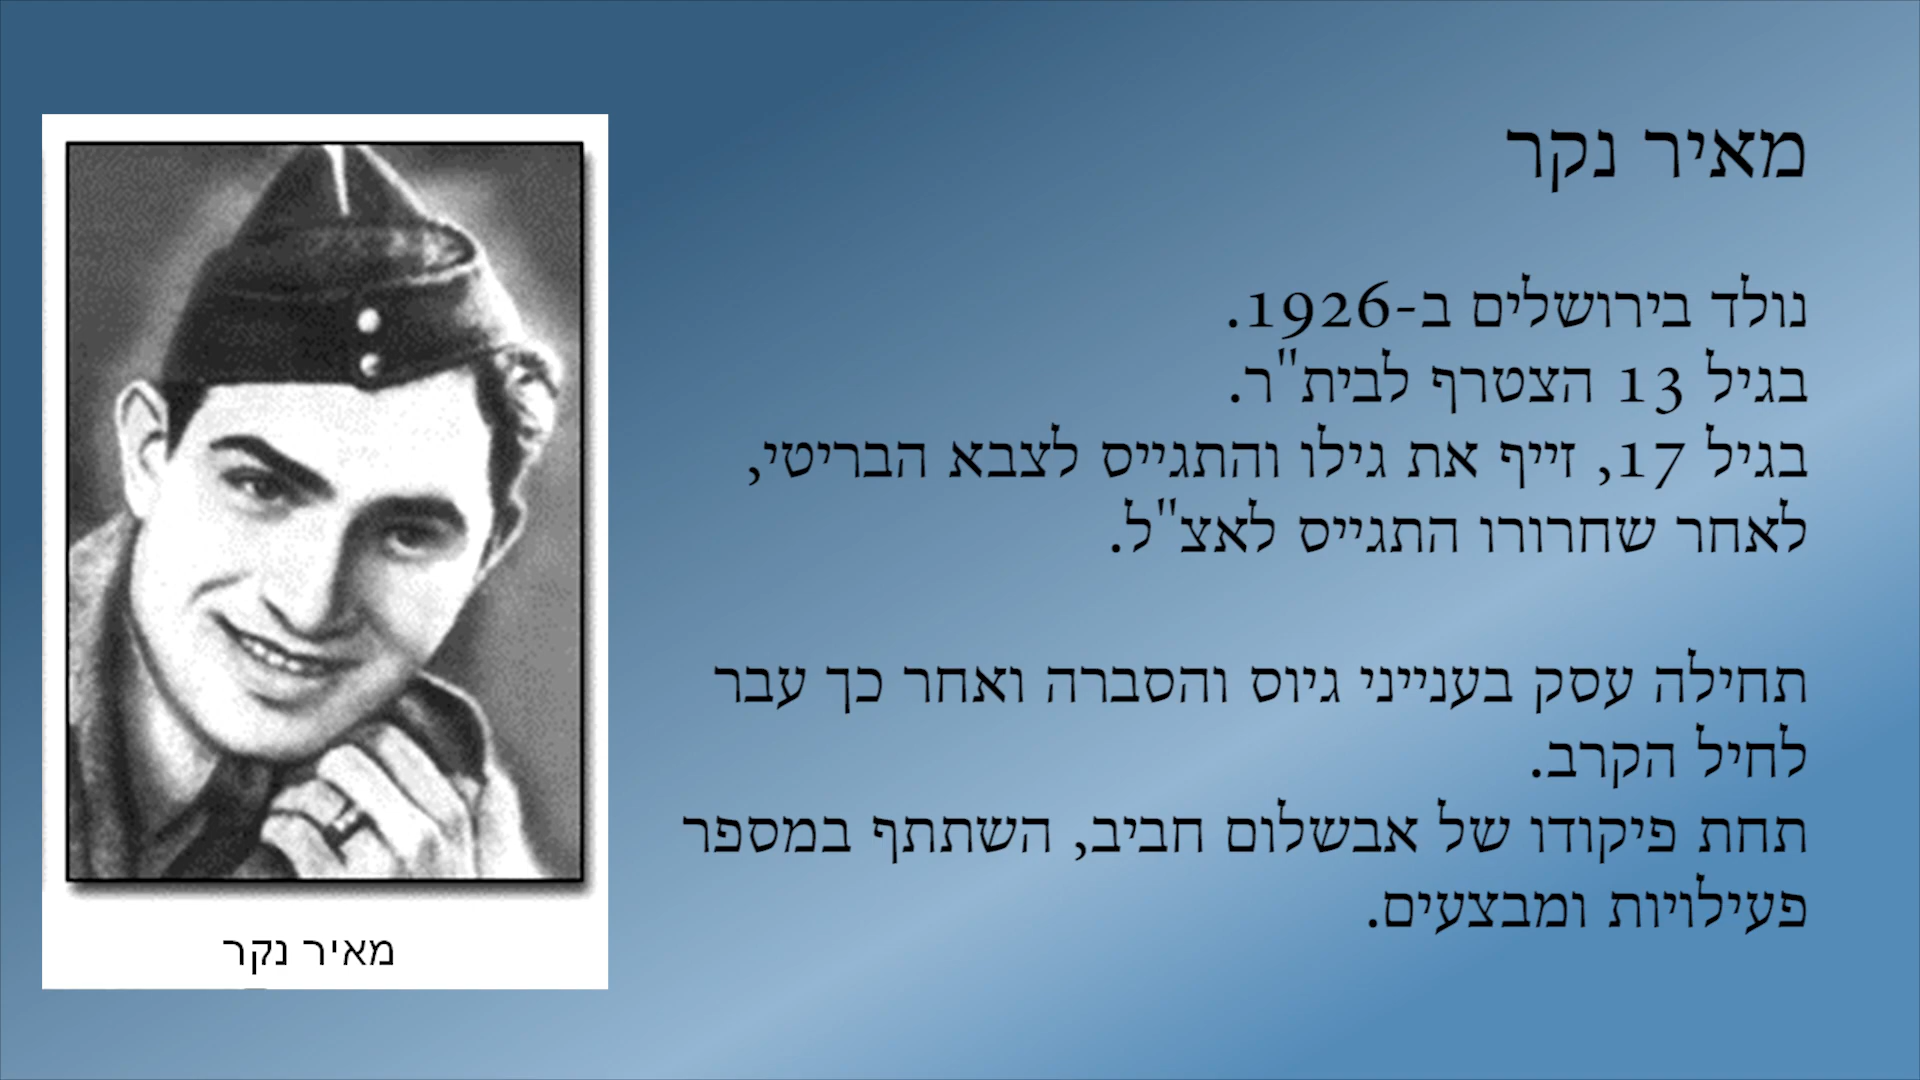 מאיר נקר
נולד בירושלים ב-1926.
בגיל 13 הצטרף לבית"ר.
בגיל 17, זייף את גילו והתגייס לצבא הבריטי,
לאחר שחרורו התגייס לאצ"ל.
תחילה עסק בענייני גיוס והסברה ואחר כך עבר
לחיל הקרב.
תחת פיקודו של אבשלום חביב, השתתף במספר
פעילויות ומבצעים.
מאיר נקר